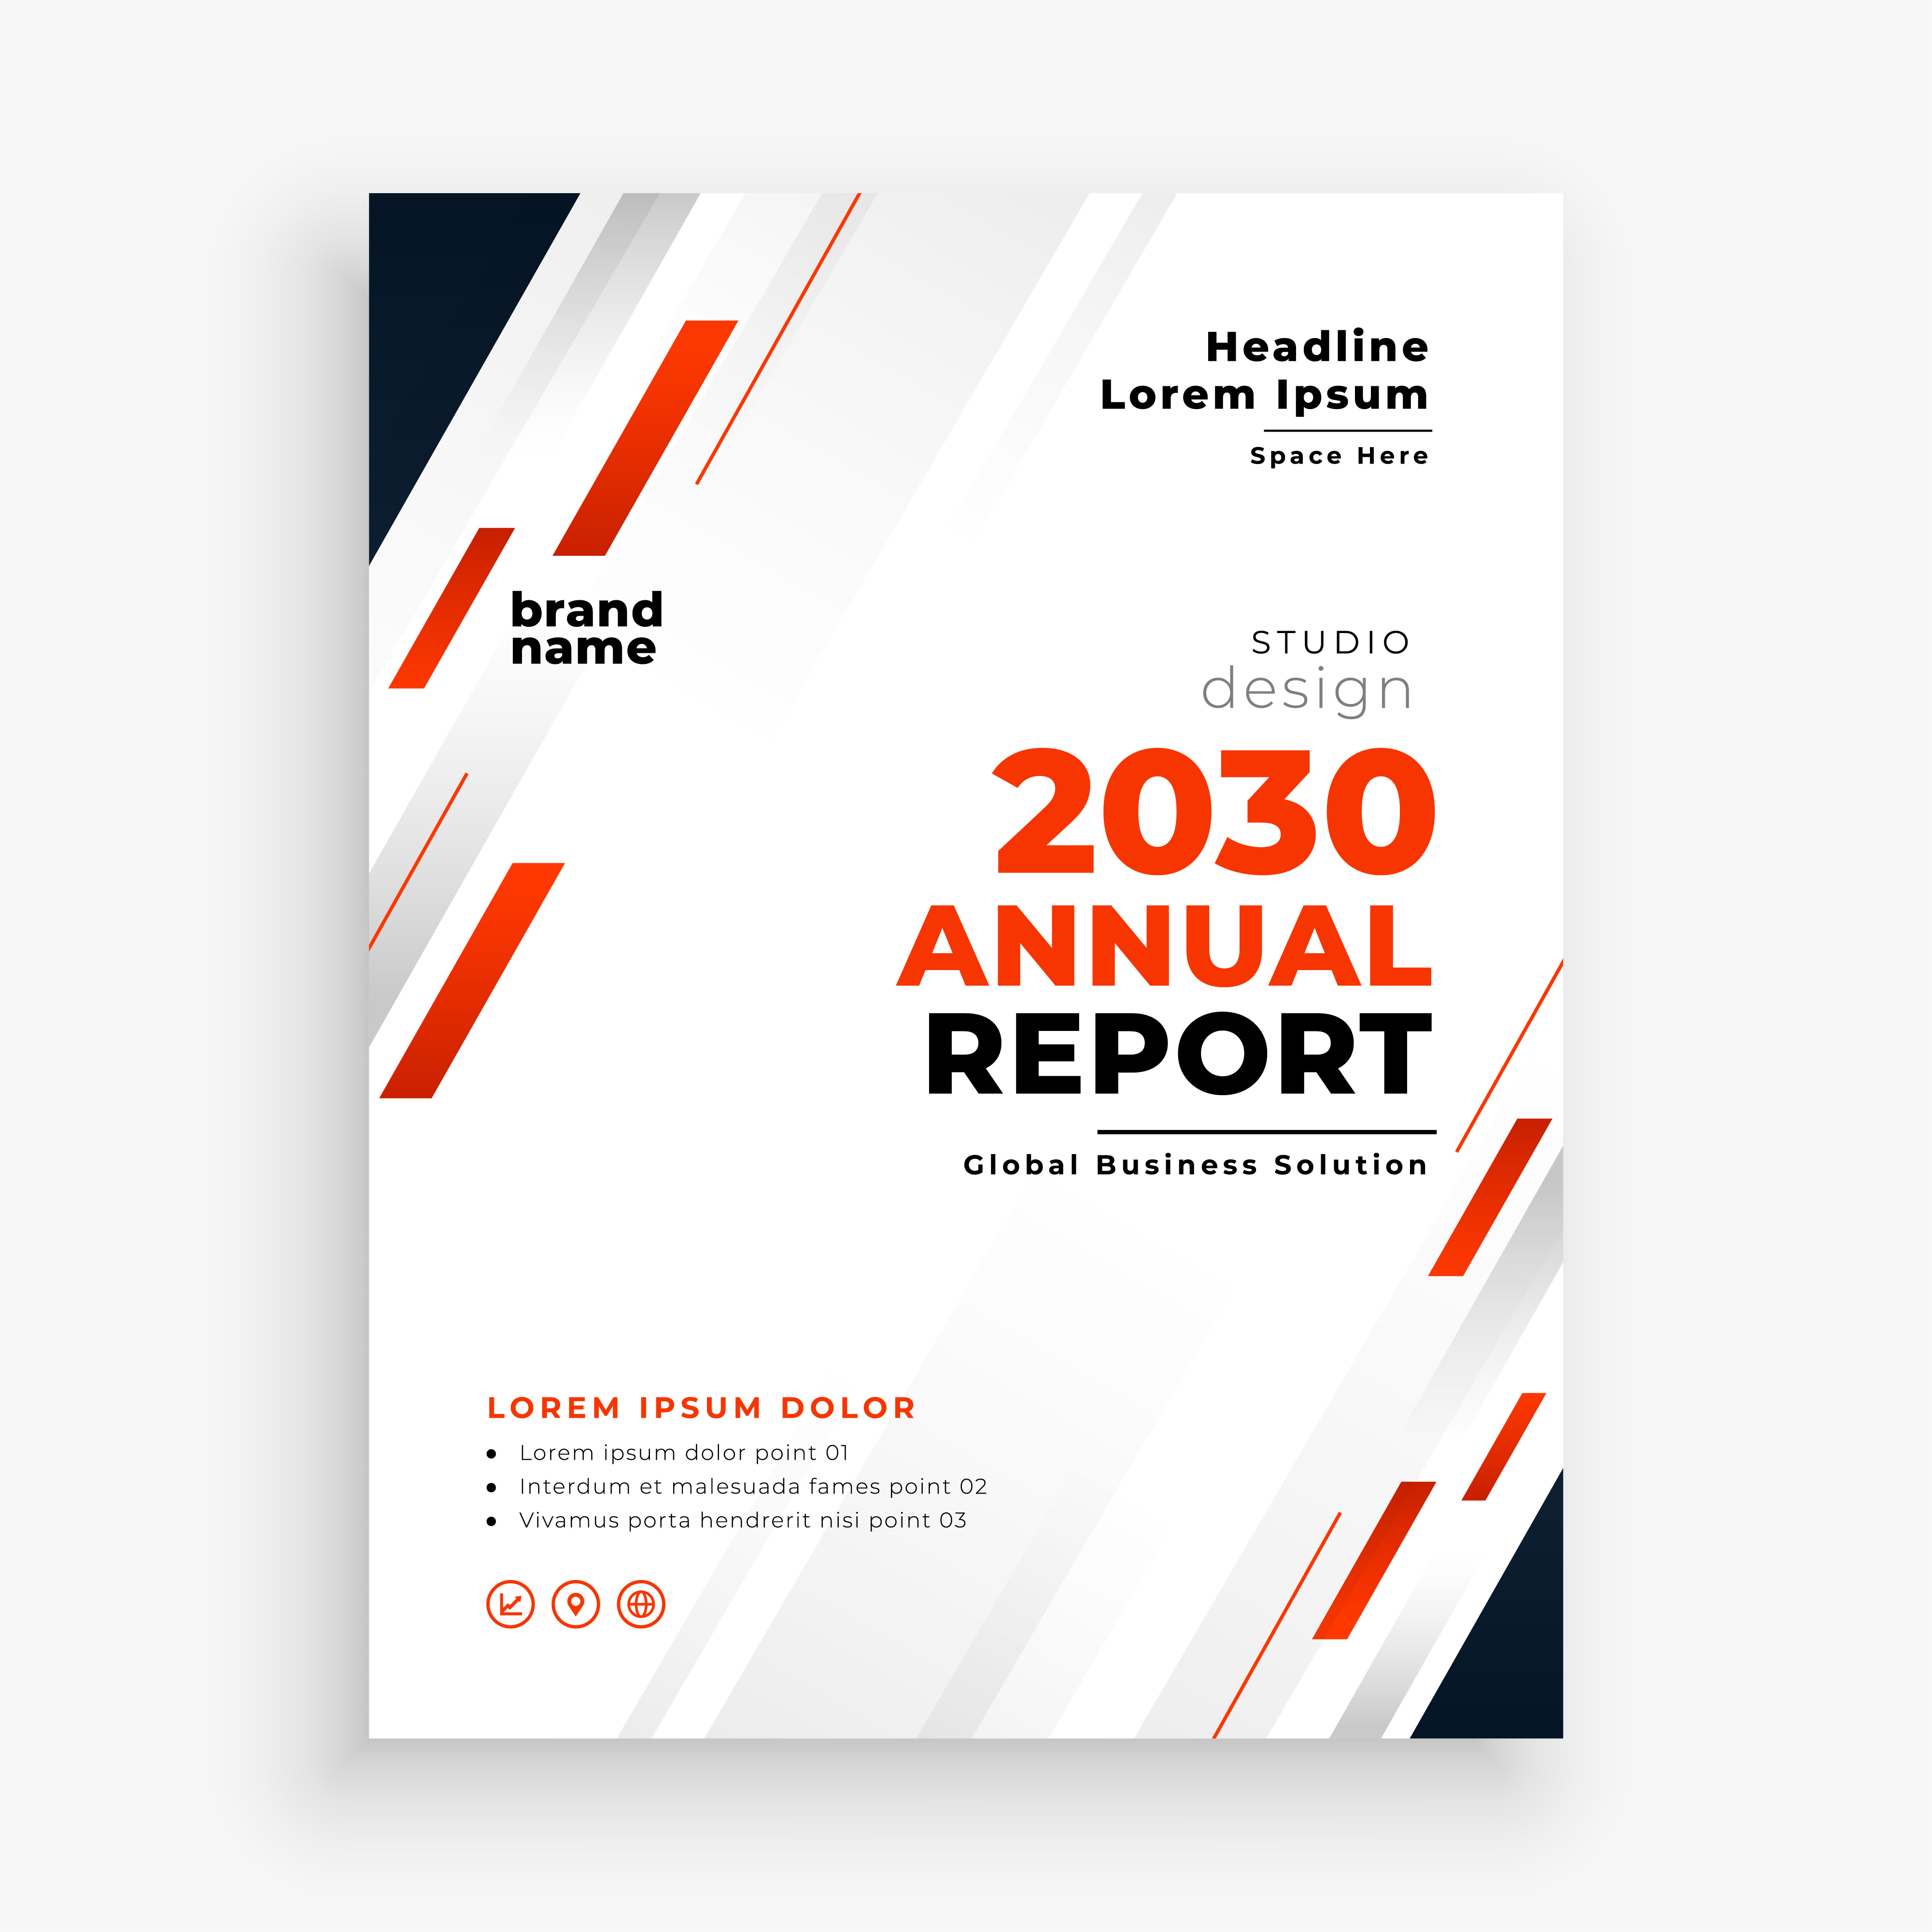 Headline
Lorem Ipsum
Space Here
brand
name
STUDIO
design
2030
ANNUAL
REPORT
Global Business Solution
LOREM IPSUM DOLOR
• Lorem ipsum dolor point 01
• Interdum et malesuada fames point 02
• Vivamus porta hendrerit nisi point 03